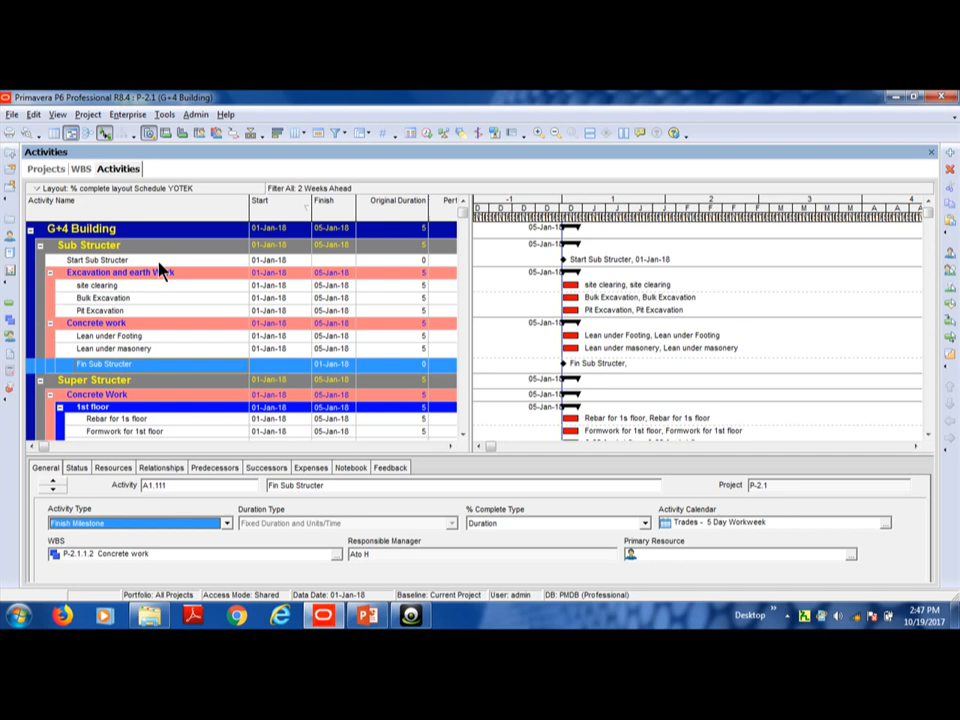 Primavera P6 Professional R8.4 : P-2.1 (G+4 Building)
File Edit View Project Enterprise Tools Admin Help
Activities
Projects WBS Activities
Layout: % complete layout Schedule YOTEK Filter All: 2 Weeks Ahead
Activity Name Start Finish Original Duration Perf
-1 1 2 3 4
G+4 Building 01-Jan-18 05-Jan-18 5 05-Jan-18
Sub Structer 01-Jan-18 05-Jan-18 5 05-Jan-18
Start Sub Structer 01-Jan-18 0 Start Sub Structer, 01-Jan-18
Excavation and earth Work 01-Jan-18 05-Jan-18 5 05-Jan-18
site clearing 01-Jan-18 05-Jan-18 5 site clearing, site clearing
Bulk Excavation 01-Jan-18 05-Jan-18 5 Bulk Excavation, Bulk Excavation
Pit Excavation 01-Jan-18 05-Jan-18 5 Pit Excavation, Pit Excavation
Concrete work 01-Jan-18 05-Jan-18 5 05-Jan-18
Lean under Footing 01-Jan-18 05-Jan-18 5 Lean under Footing, Lean under Footing
Lean under masonery 01-Jan-18 05-Jan-18 5 Lean under masonery, Lean under masonery
Fin Sub Structer 01-Jan-18 0 Fin Sub Structer,
Super Structer 01-Jan-18 05-Jan-18 5 05-Jan-18
Concrete Work 01-Jan-18 05-Jan-18 5 05-Jan-18
1st floor 01-Jan-18 05-Jan-18 5 05-Jan-18
Rebar for 1s floor 01-Jan-18 05-Jan-18 5 Rebar for 1s floor, Rebar for 1s floor
Formwork for 1st floor 01-Jan-18 05-Jan-18 5 Formwork for 1st floor, Formwork for 1st floor
General Status Resources Relationships Predecessors Successors Expenses Notebook Feedback
Activity A1.111 Fin Sub Structer Project P-2.1
Activity Type Duration Type % Complete Type Activity Calendar
Finish Milestone Fixed Duration and Units/Time Duration Trades - 5 Day Workweek
WBS Responsible Manager Primary Resource
P-2.1.1.2 Concrete work Ato H
Portfolio: All Projects Access Mode: Shared Data Date: 01-Jan-18 Baseline: Current Project User: admin DB: PMDB (Professional)
Desktop 2:47 PM
10/19/2017